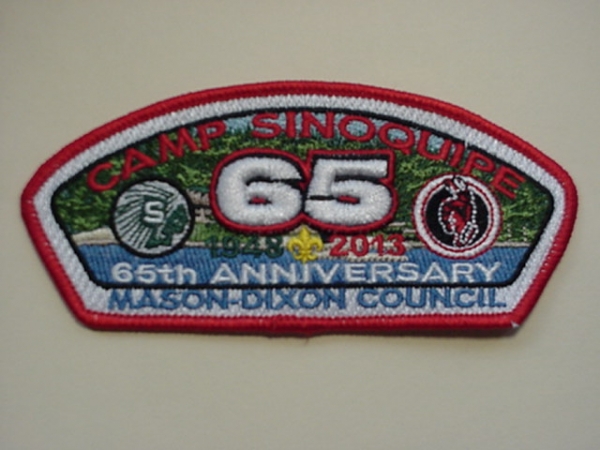 CAMP SINOQUIPE
65
S
1948 2013
65th ANNIVERSARY
MASON-DIXON COUNCIL